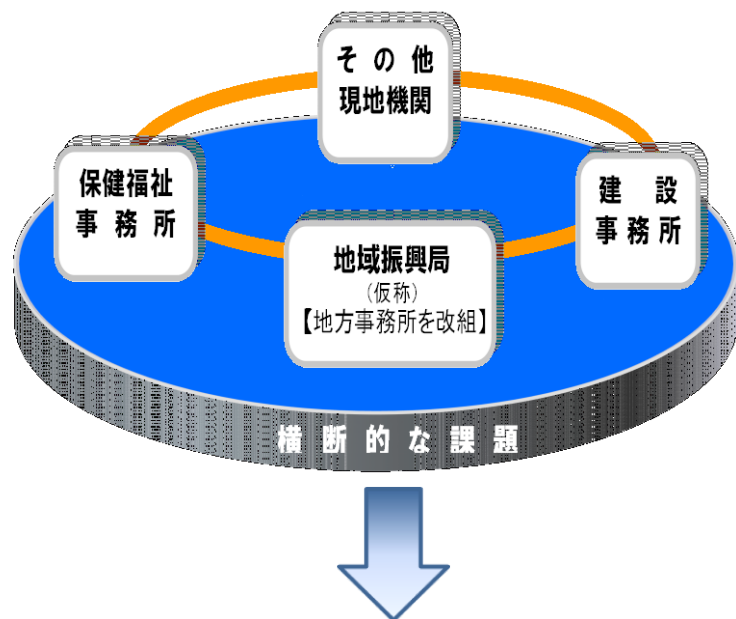 その他
現地機関
保健福祉
事務所
建設
事務所
地域振興局
（仮称）
【地方事務所を改組】
横断的な課題